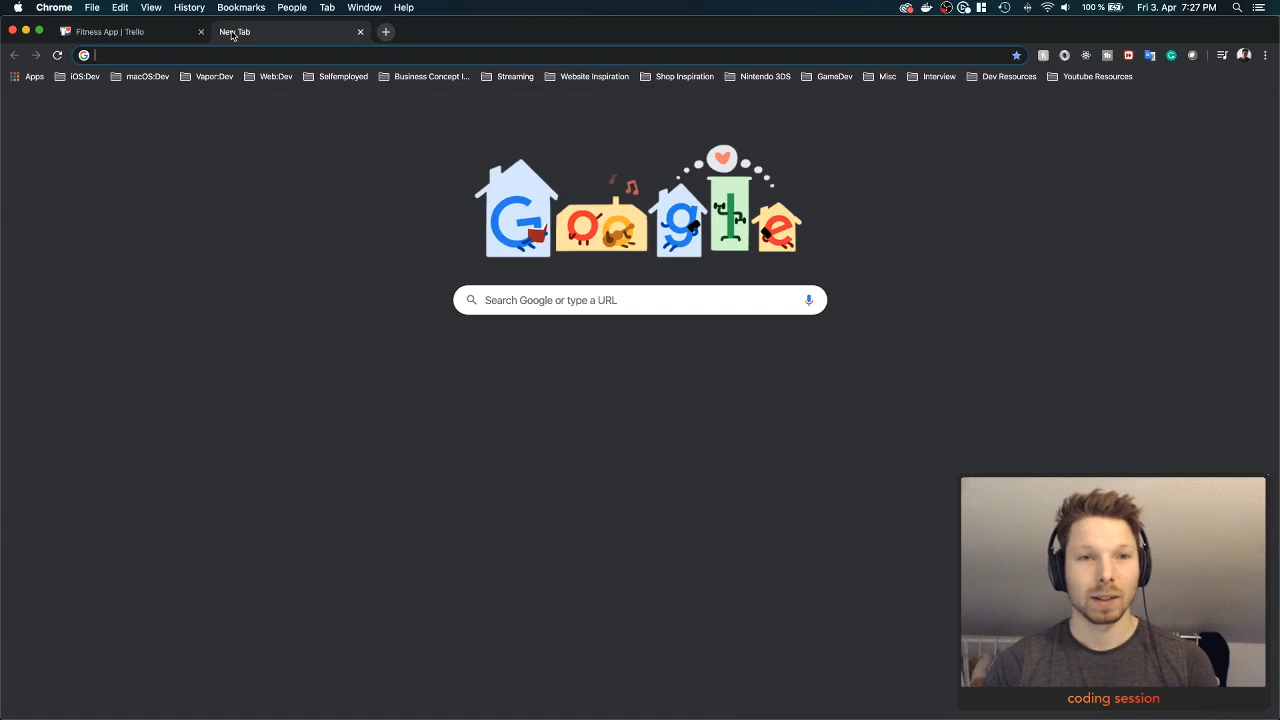 Chrome File Edit View History Bookmarks People Tab Window Help 100 % Fri 3. Apr 7:27 PM
Fitness App | Trello New Tab
Apps iOS:Dev macOS:Dev Vapor:Dev Web:Dev Selfemployed Business Concept I... Streaming Website Inspiration Shop Inspiration Nintendo 3DS GameDev Misc Interview Dev Resources Youtube Resources
Google
Search Google or type a URL
coding session